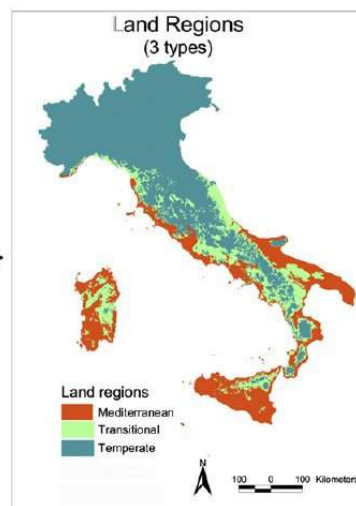 Land Regions
(3 types)
Land regions
Mediterranean
Transitional
Temperate
N
100 0 100 Kilometers